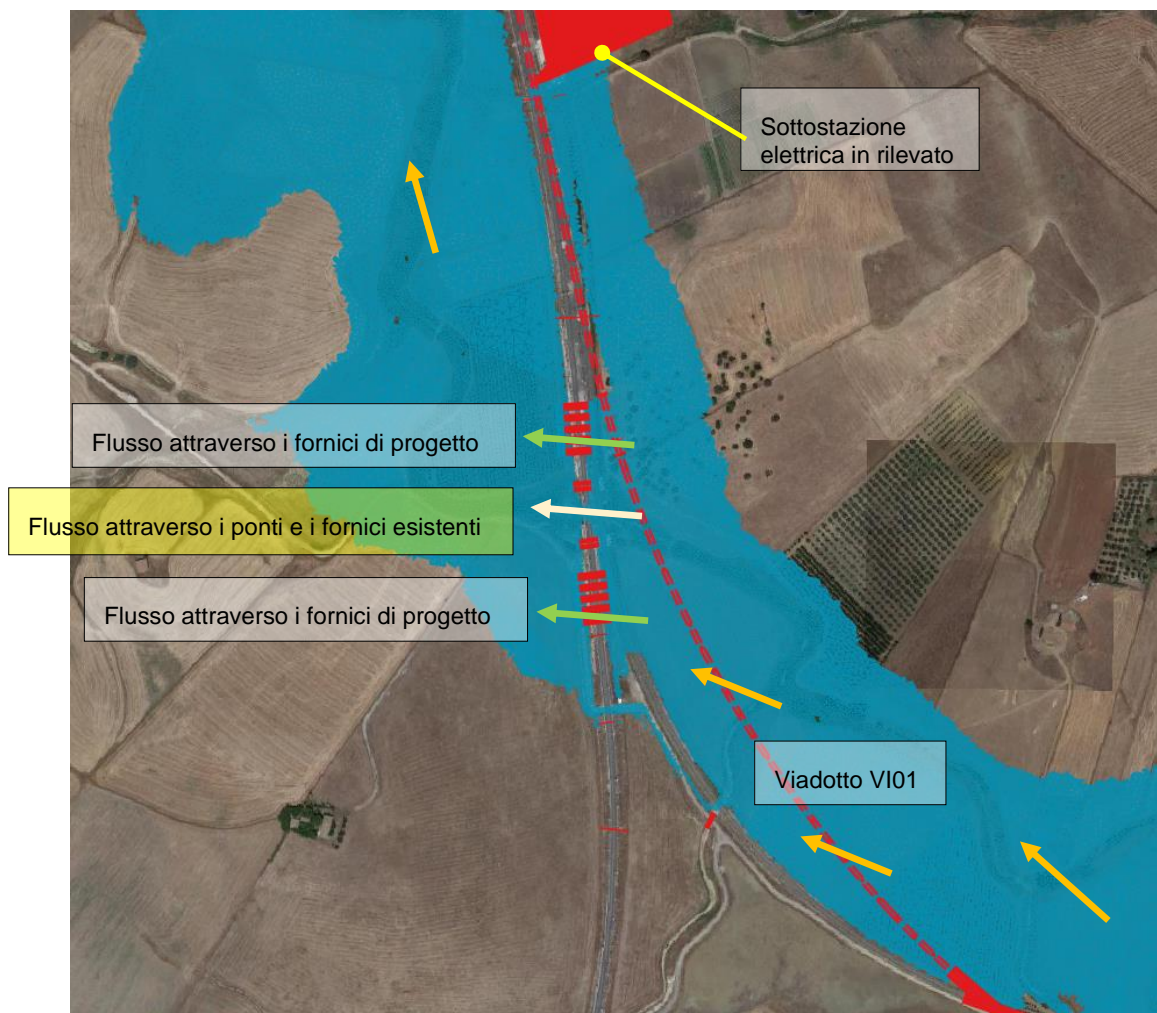 Sottostazione
elettrica in rilevato
Flusso attraverso i fornici di progetto
Flusso attraverso i ponti e i fornici esistenti
Flusso attraverso i fornici di progetto
Viadotto VI01